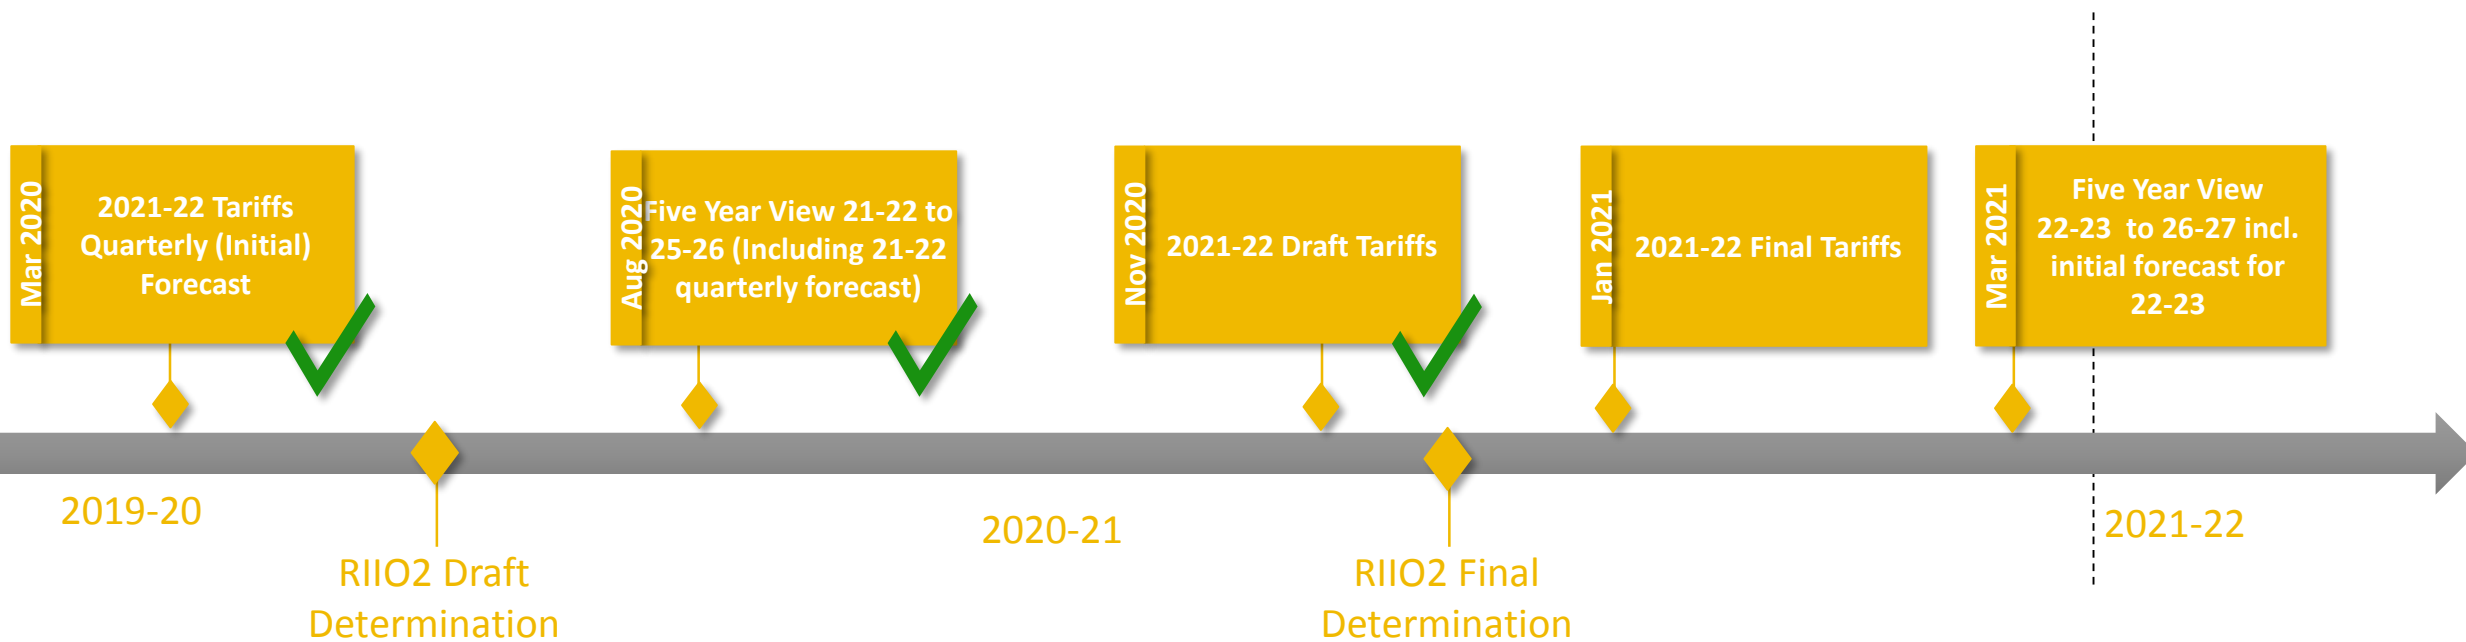 Mar 2020
2021-22 Tariffs
Quarterly (Initial)
Forecast
Aug 2020
Five Year View 21-22 to
25-26 (Including 21-22
quarterly forecast)
Nov 2020
2021-22 Draft Tariffs
Jan 2021
2021-22 Final Tariffs
Mar 2021
Five Year View
22-23 to 26-27 incl.
initial forecast for
22-23
2019-20
2020-21
2021-22
RIIO2 Draft
Determination
RIIO2 Final
Determination